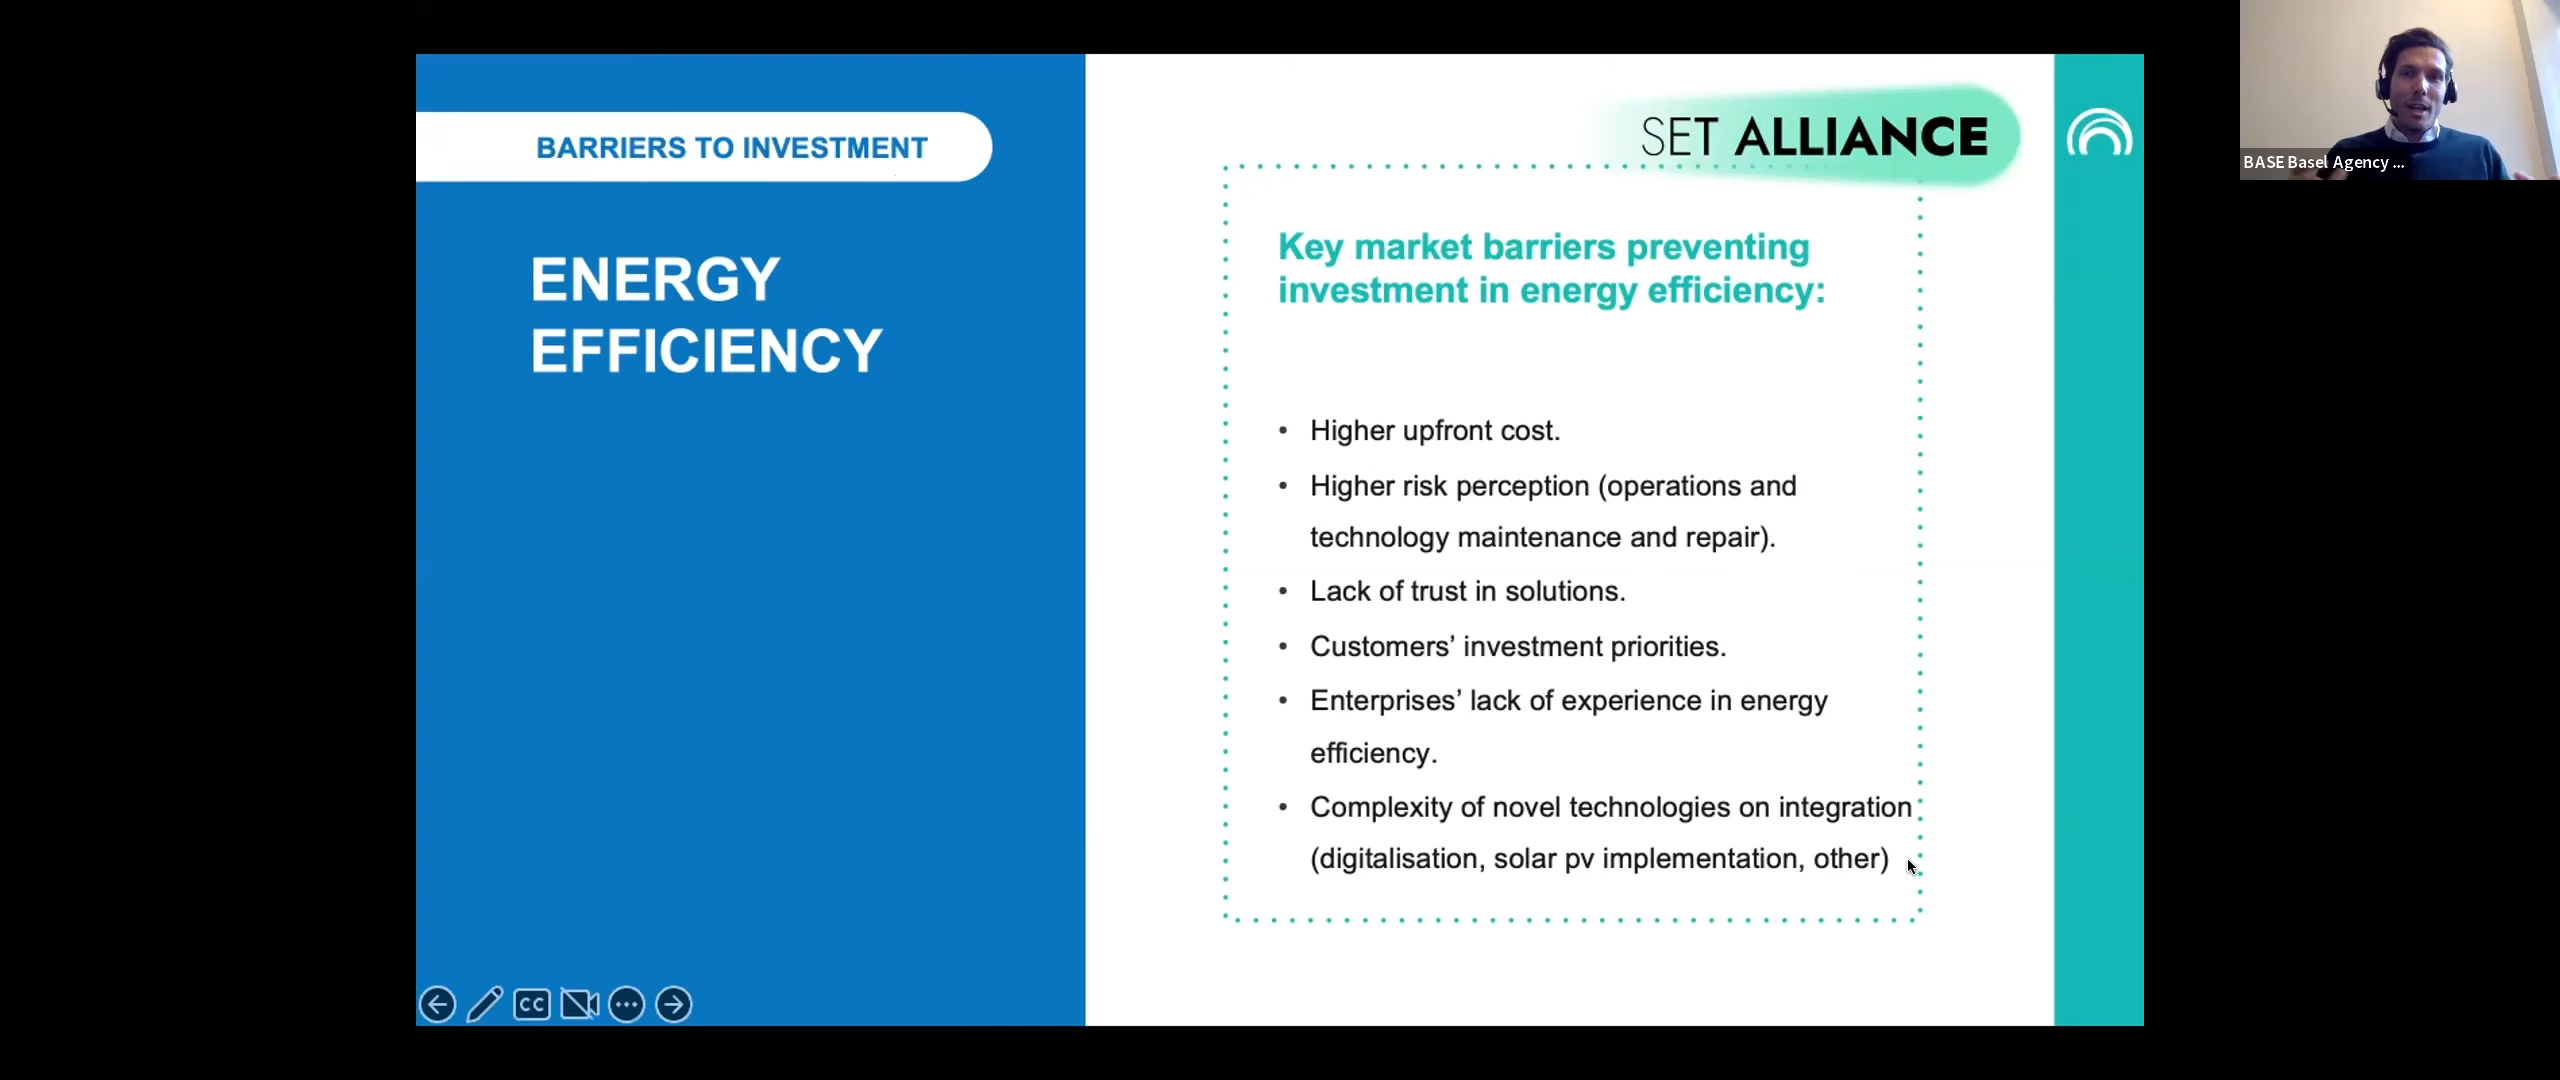 BARRIERS TO INVESTMENT
ENERGY
EFFICIENCY
SET ALLIANCE
Key market barriers preventing
investment in energy efficiency:
• Higher upfront cost.
• Higher risk perception (operations and
technology maintenance and repair).
• Lack of trust in solutions.
• Customers’ investment priorities.
• Enterprises’ lack of experience in energy
efficiency.
• Complexity of novel technologies on integration
(digitalisation, solar pv implementation, other)
CC
BASE Basel Agency ...